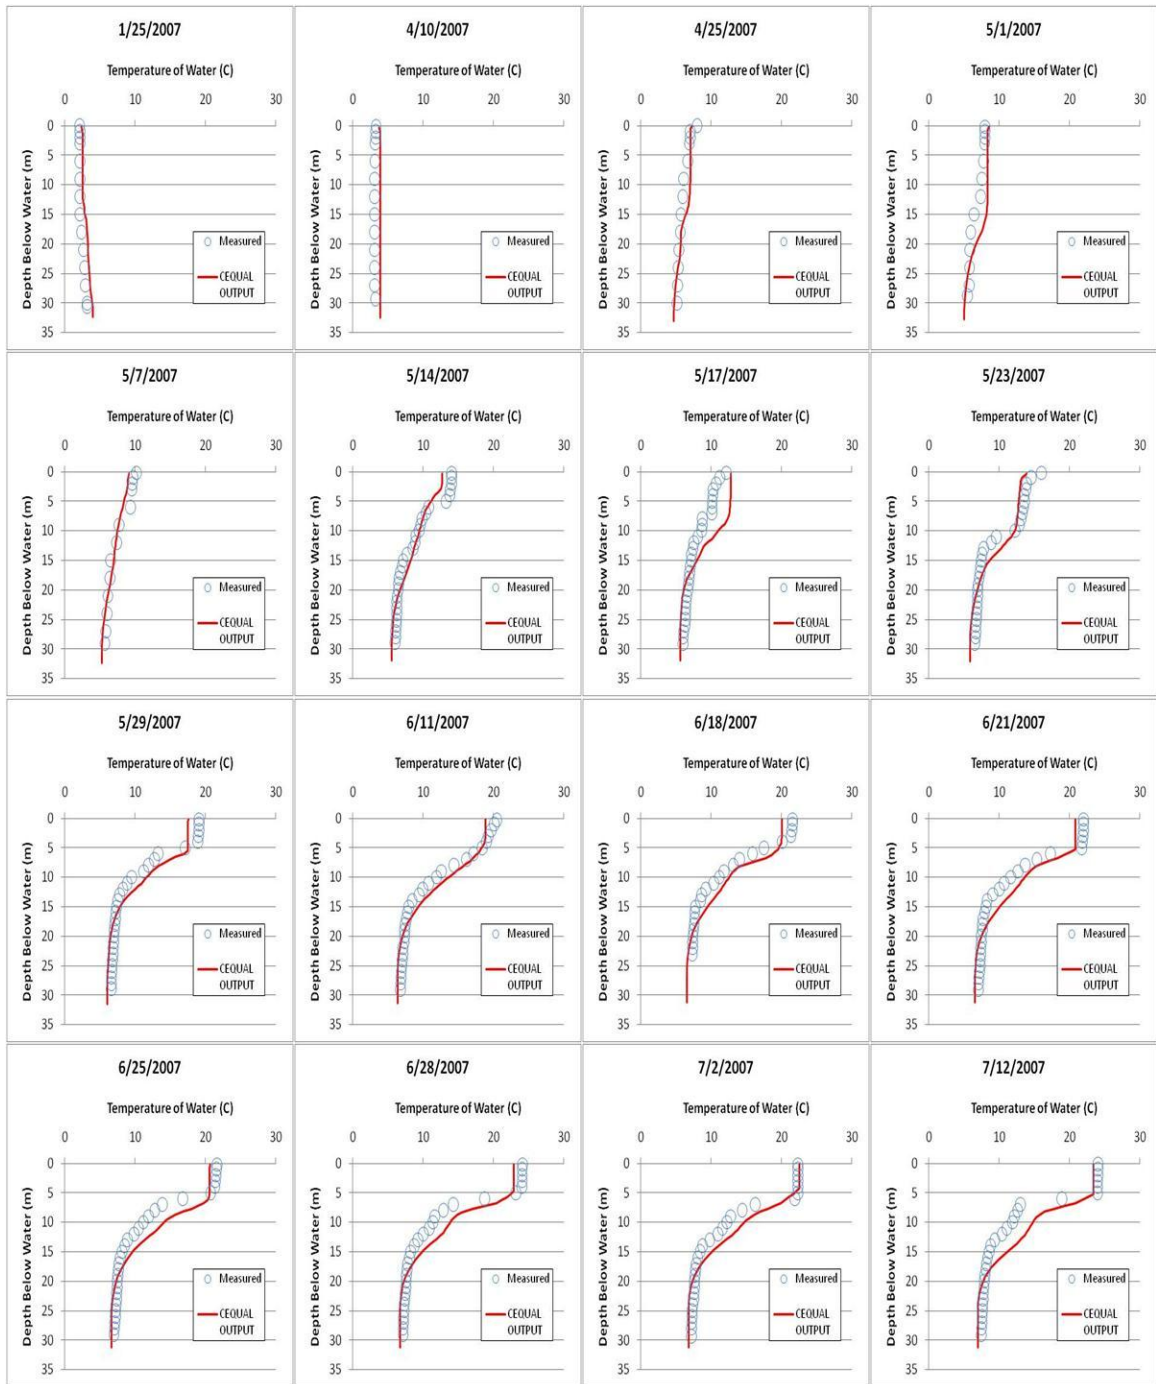 1/25/2007
Temperature of Water (C)
0 10 20 30
Depth Below Water (m)
0
5
10
15
20
25
30
35
Measured
CEQUAL
OUTPUT
4/10/2007
Temperature of Water (C)
0 10 20 30
Depth Below Water (m)
0
5
10
15
20
25
30
35
Measured
CEQUAL
OUTPUT
4/25/2007
Temperature of Water (C)
0 10 20 30
Depth Below Water (m)
0
5
10
15
20
25
30
35
Measured
CEQUAL
OUTPUT
5/1/2007
Temperature of Water (C)
0 10 20 30
Depth Below Water (m)
0
5
10
15
20
25
30
35
Measured
CEQUAL
OUTPUT
5/7/2007
Temperature of Water (C)
0 10 20 30
Depth Below Water (m)
0
5
10
15
20
25
30
35
Measured
CEQUAL
OUTPUT
5/14/2007
Temperature of Water (C)
0 10 20 30
Depth Below Water (m)
0
5
10
15
20
25
30
35
Measured
CEQUAL
OUTPUT
5/17/2007
Temperature of Water (C)
0 10 20 30
Depth Below Water (m)
0
5
10
15
20
25
30
35
Measured
CEQUAL
OUTPUT
5/23/2007
Temperature of Water (C)
0 10 20 30
Depth Below Water (m)
0
5
10
15
20
25
30
35
Measured
CEQUAL
OUTPUT
5/29/2007
Temperature of Water (C)
0 10 20 30
Depth Below Water (m)
0
5
10
15
20
25
30
35
Measured
CEQUAL
OUTPUT
6/11/2007
Temperature of Water (C)
0 10 20 30
Depth Below Water (m)
0
5
10
15
20
25
30
35
Measured
CEQUAL
OUTPUT
6/18/2007
Temperature of Water (C)
0 10 20 30
Depth Below Water (m)
0
5
10
15
20
25
30
35
Measured
CEQUAL
OUTPUT
6/21/2007
Temperature of Water (C)
0 10 20 30
Depth Below Water (m)
0
5
10
15
20
25
30
35
Measured
CEQUAL
OUTPUT
6/25/2007
Temperature of Water (C)
0 10 20 30
Depth Below Water (m)
0
5
10
15
20
25
30
35
Measured
CEQUAL
OUTPUT
6/28/2007
Temperature of Water (C)
0 10 20 30
Depth Below Water (m)
0
5
10
15
20
25
30
35
Measured
CEQUAL
OUTPUT
7/2/2007
Temperature of Water (C)
0 10 20 30
Depth Below Water (m)
0
5
10
15
20
25
30
35
Measured
CEQUAL
OUTPUT
7/12/2007
Temperature of Water (C)
0 10 20 30
Depth Below Water (m)
0
5
10
15
20
25
30
35
Measured
CEQUAL
OUTPUT